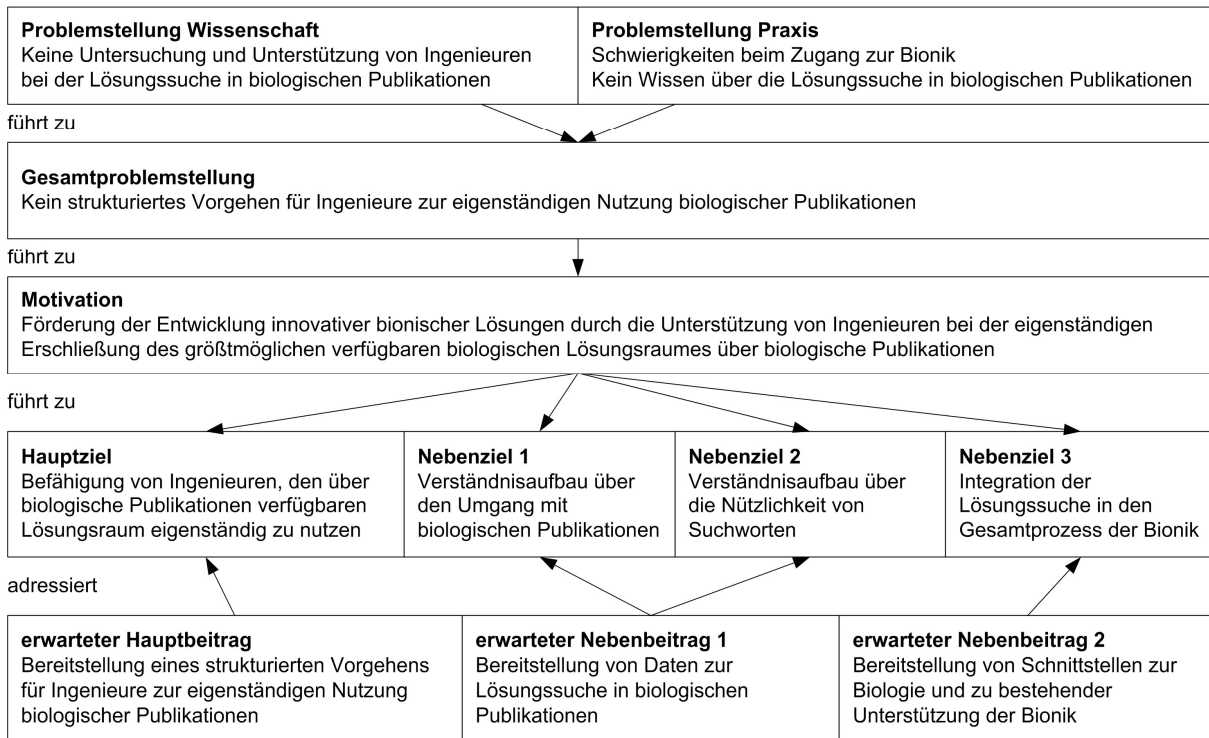 Problemstellung Wissenschaft
Keine Untersuchung und Unterstützung von Ingenieuren
bei der Lösungssuche in biologischen Publikationen
Problemstellung Praxis
Schwierigkeiten beim Zugang zur Bionik
Kein Wissen über die Lösungssuche in biologischen Publikationen
führt zu
Gesamtproblemstellung
Kein strukturiertes Vorgehen für Ingenieure zur eigenständigen Nutzung biologischer Publikationen
führt zu
Motivation
Förderung der Entwicklung innovativer bionischer Lösungen durch die Unterstützung von Ingenieuren bei der eigenständigen
Erschließung des größtmöglichen verfügbaren biologischen Lösungsraumes über biologische Publikationen
führt zu
Hauptziel
Befähigung von Ingenieuren, den über
biologische Publikationen verfügbaren
Lösungsraum eigenständig zu nutzen
Nebenziel 1
Verständnisaufbau über
den Umgang mit
biologischen Publikationen
Nebenziel 2
Verständnisaufbau über
die Nützlichkeit von
Suchworten
Nebenziel 3
Integration der
Lösungssuche in den
Gesamtprozess der Bionik
adressiert
erwarteter Hauptbeitrag
Bereitstellung eines strukturierten Vorgehens
für Ingenieure zur eigenständigen Nutzung
biologischer Publikationen
erwarteter Nebenbeitrag 1
Bereitstellung von Daten zur
Lösungssuche in biologischen
Publikationen
erwarteter Nebenbeitrag 2
Bereitstellung von Schnittstellen zur
Biologie und zu bestehender
Unterstützung der Bionik